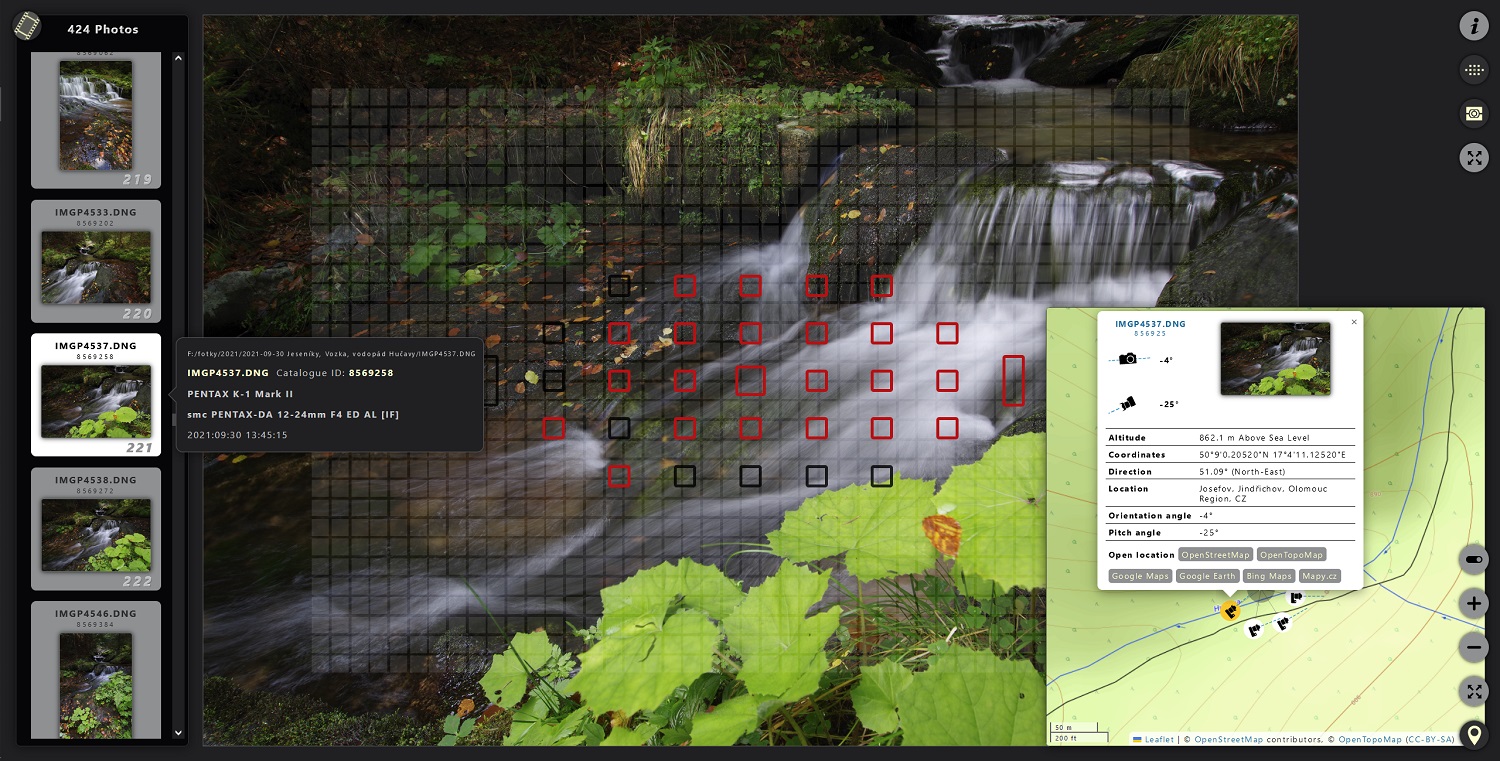 424 Photos
8569062
219
IMGP4533.DNG
8569202
220
IMGP4537.DNG
8569258
221
IMGP4538.DNG
8569272
222
IMGP4546.DNG
8569384
F:/fotky/2021/2021-09-30 Jeseníky, Vozka, vodopád Hučavy/IMGP4537.DNG
IMGP4537.DNG Catalogue ID: 8569258
PENTAX K-1 Mark II
smc PENTAX-DA 12-24mm F4 ED AL [IF]
2021:09:30 13:45:15
i
IMGP4537.DNG
856925
×
-4°
-25°
Altitude 862.1 m Above Sea Level
Coordinates 50°9'0.20520"N 17°4'11.12520"E
Direction 51.09° (North-East)
Location Josefov, Jindřichov, Olomouc
Region, CZ
Orientation angle -4°
Pitch angle -25°
Open location OpenStreetMap OpenTopoMap
Google Maps Google Earth Bing Maps Mapy.cz
50 m
200 ft
Leaflet | © OpenStreetMap contributors, © OpenTopoMap (CC-BY-SA)